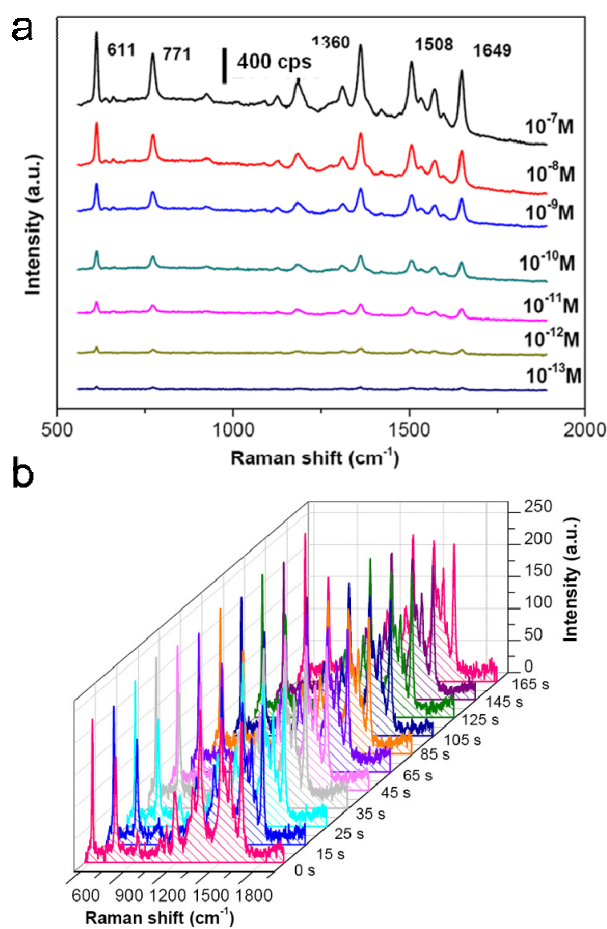 a
611
771
400 cps
1360
1508
1649
10⁻⁷M
10⁻⁸M
10⁻⁹M
10⁻¹⁰M
10⁻¹¹M
10⁻¹²M
10⁻¹³M
Intensity (a.u.)
500 1000 1500 2000
Raman shift (cm⁻¹)
b
250
200
150
100
50
0
Intensity (a.u.)
165 s
145 s
125 s
105 s
85 s
65 s
45 s
35 s
25 s
15 s
0 s
600 900 1200 1500 1800
Raman shift (cm⁻¹)